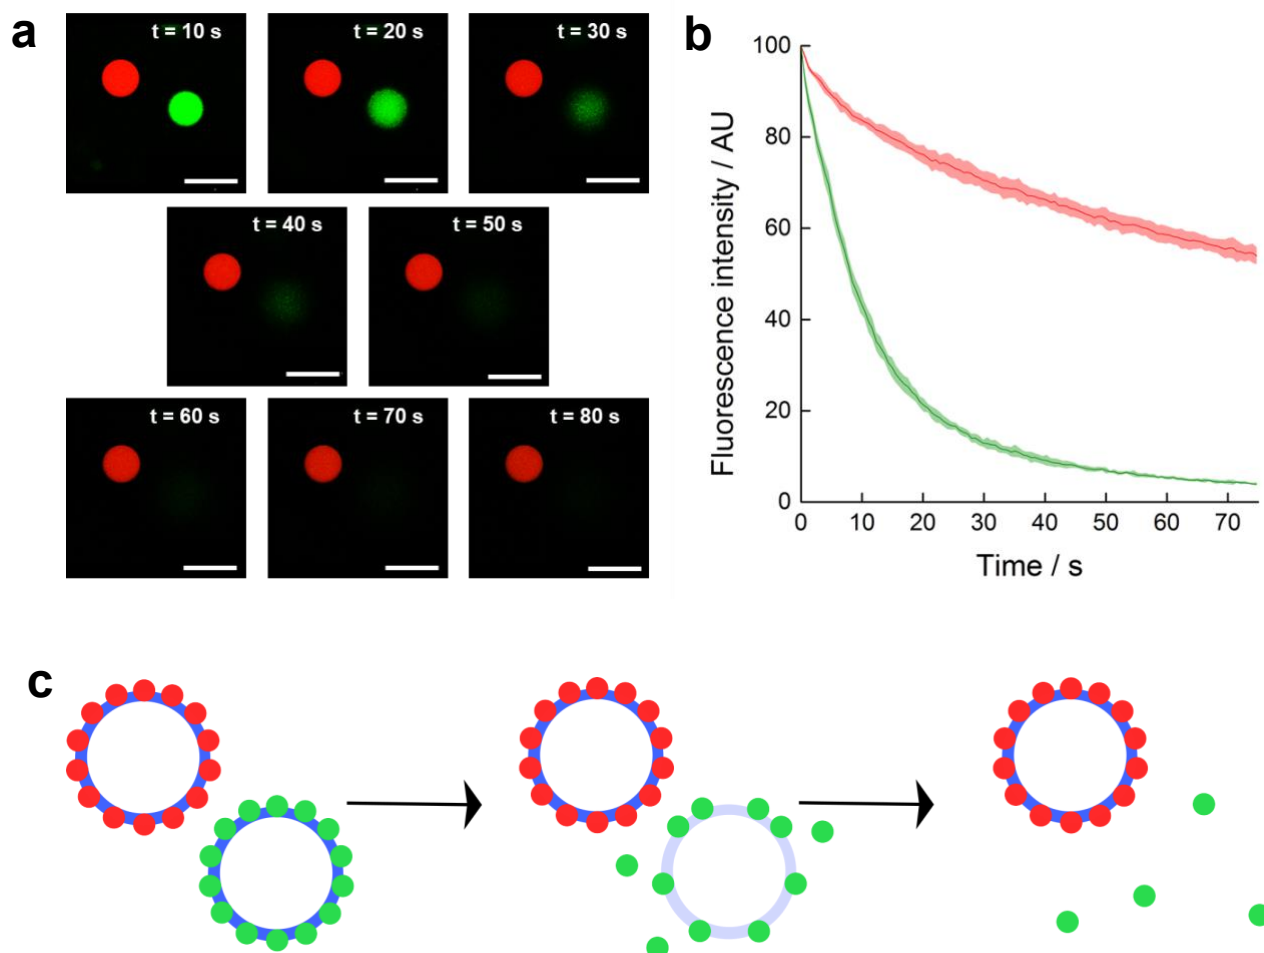 a
t = 10 s
t = 20 s
t = 30 s
t = 40 s
t = 50 s
t = 60 s
t = 70 s
t = 80 s
b
100
80
60
40
20
0
0 10 20 30 40 50 60 70
Fluorescence intensity / AU
Time / s
c